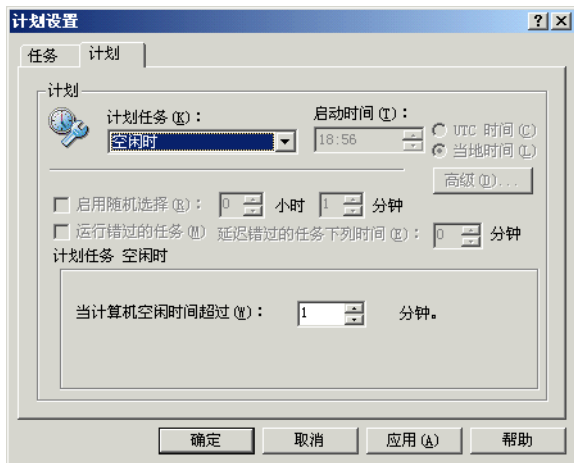 计划设置
任务 计划
计划
计划任务(K)： 启动时间(T)：
空闲时 18:56 UTC 时间(C)
当地时间(L)
高级(D)...
启用随机选择(R)： 0 小时 1 分钟
运行错过的任务(M) 延迟错过的任务下列时间(E)： 0 分钟
计划任务 空闲时
当计算机空闲时间超过(W)： 1 分钟。
确定 取消 应用(A) 帮助